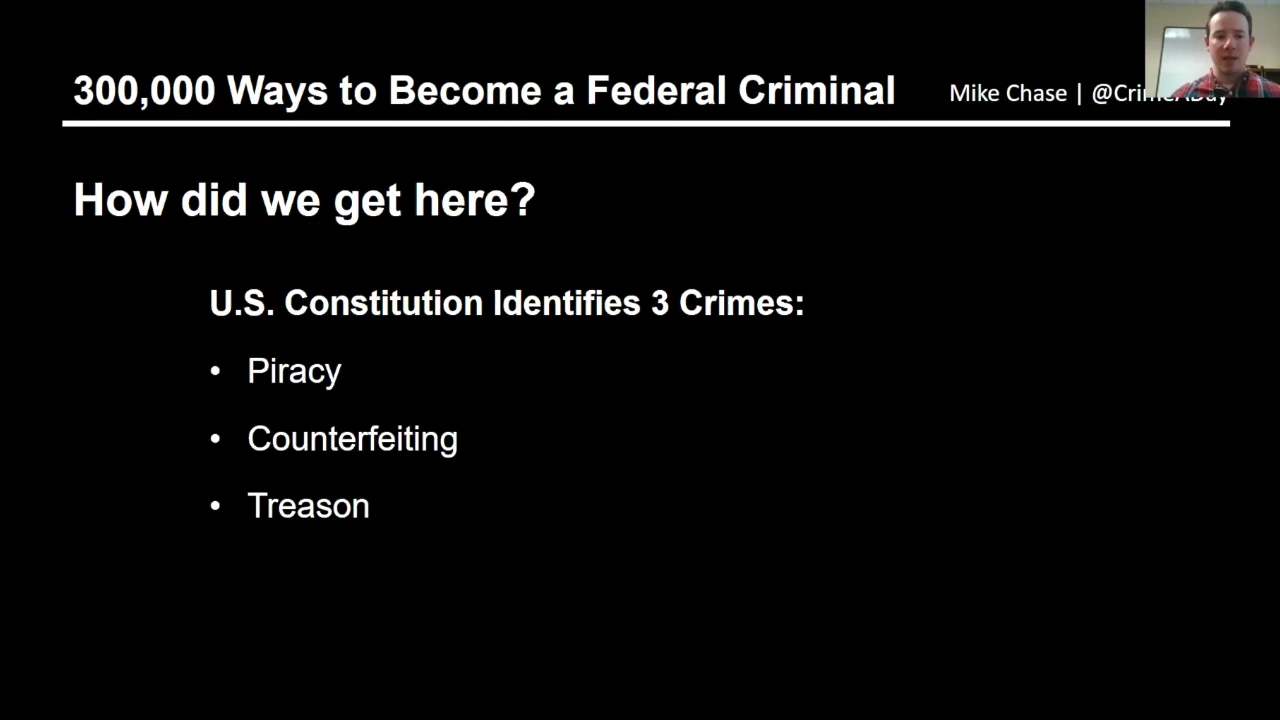 300,000 Ways to Become a Federal Criminal
Mike Chase |
How did we get here?
U.S. Constitution Identifies 3 Crimes:
• Piracy
• Counterfeiting
• Treason